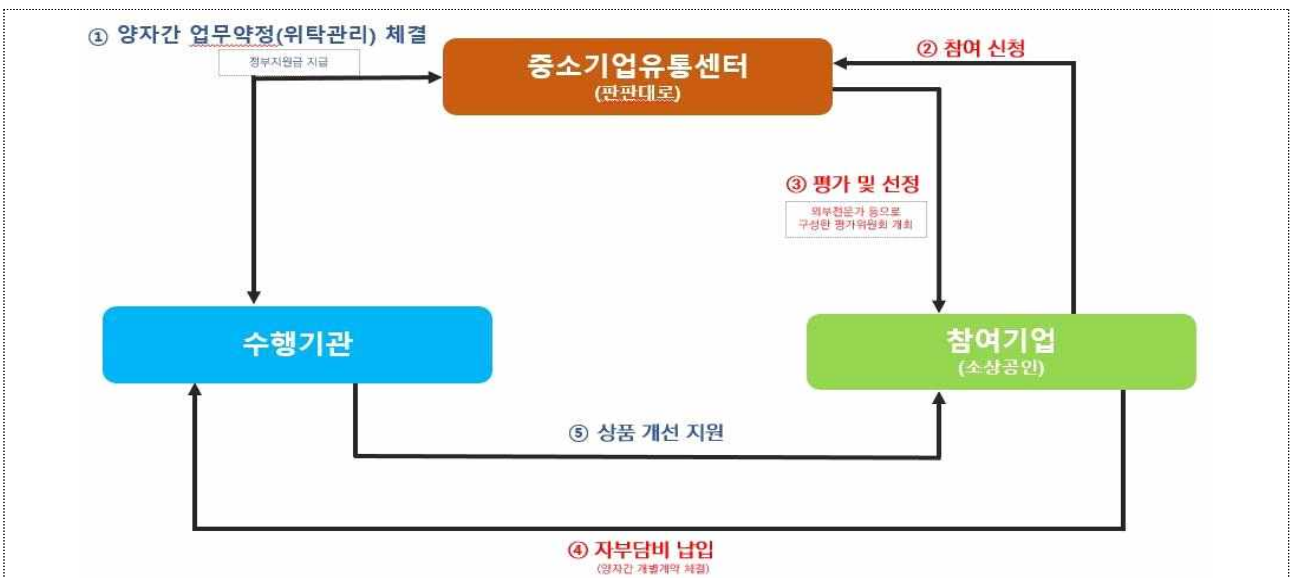 ① 양자간 업무약정(위탁관리) 체결
정부지원금 지급
중소기업유통센터
(판판대로)
② 참여 신청
③ 평가 및 선정
외부전문가 등으로
구성한 평가위원회 개최
수행기관
참여기업
(소상공인)
⑤ 상품 개선 지원
④ 자부담비 납입
(양자간 개별계약 체결)